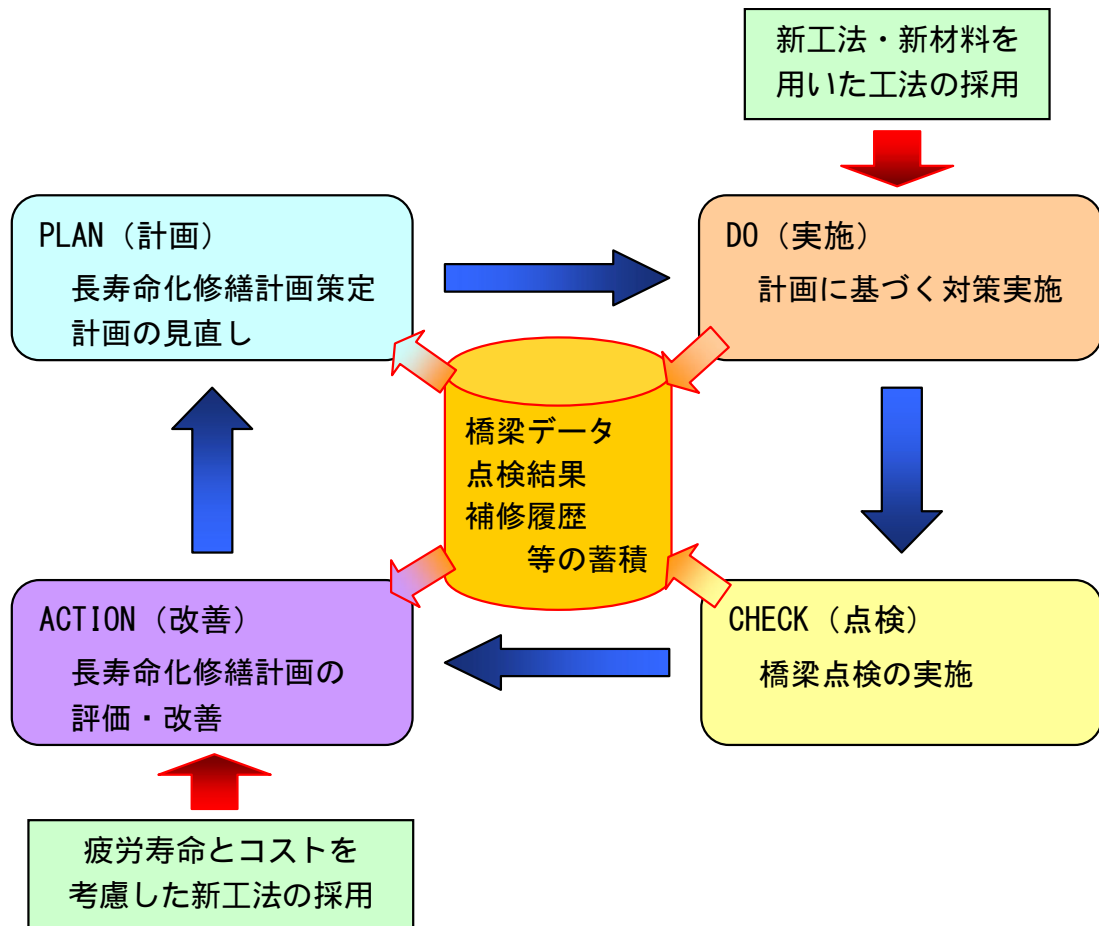 新工法・新材料を
用いた工法の採用
PLAN（計画）
長寿命化修繕計画策定
計画の見直し
DO（実施）
計画に基づく対策実施
橋梁データ
点検結果
補修履歴
等の蓄積
ACTION（改善）
長寿命化修繕計画の
評価・改善
CHECK（点検）
橋梁点検の実施
疲労寿命とコストを
考慮した新工法の採用